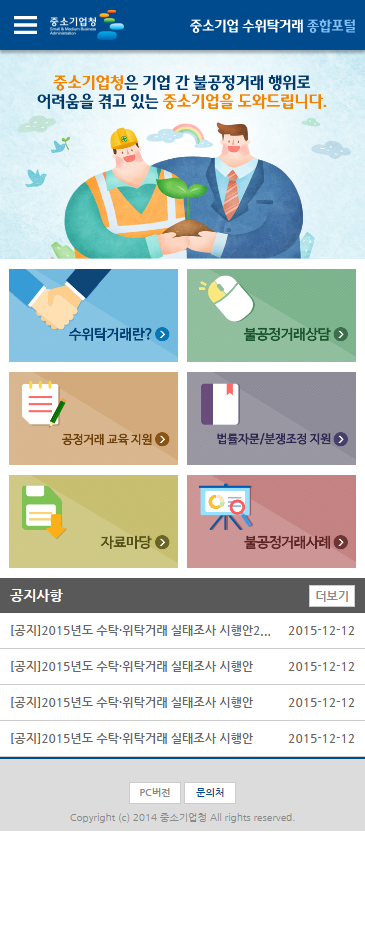 중소기업청
Small & Medium Business
Administration
중소기업 수위탁거래 종합포털
중소기업청은 기업 간 불공정거래 행위로
어려움을 겪고 있는 중소기업을 도와드립니다.
수위탁거래란?
불공정거래상담
공정거래 교육 지원
법률자문/분쟁조정 지원
자료마당
불공정거래사례
공지사항
더보기
[공지]2015년도 수탁·위탁거래 실태조사 시행안2... 2015-12-12
[공지]2015년도 수탁·위탁거래 실태조사 시행안 2015-12-12
[공지]2015년도 수탁·위탁거래 실태조사 시행안 2015-12-12
[공지]2015년도 수탁·위탁거래 실태조사 시행안 2015-12-12
PC버전
문의처
Copyright (c) 2014 중소기업청 All rights reserved.